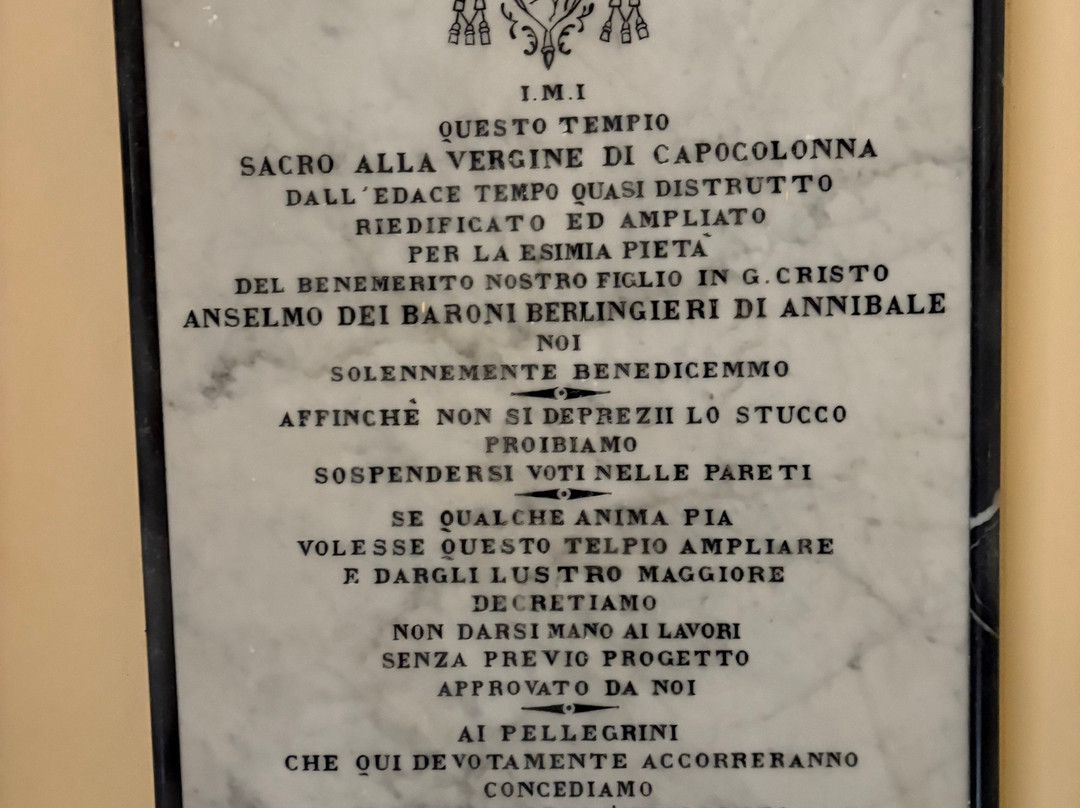 I.M.I
QUESTO TEMPIO
SACRO ALLA VERGINE DI CAPOCOLONNA
DALL'EDACE TEMPO QUASI DISTRUTTO
RIEDIFICATO ED AMPLIATO
PER LA ESIMIA PIETÀ
DEL BENEMERITO NOSTRO FIGLIO IN G. CRISTO
ANSELMO DEI BARONI BERLINGIERI DI ANNIBALE
NOI
SOLENNEMENTE BENEDICEMMO
AFFINCHÈ NON SI DEPREZII LO STUCCO
PROIBIAMO
SOSPENDERSI VOTI NELLE PARETI
SE QUALCHE ANIMA PIA
VOLESSE QUESTO TELPIO AMPLIARE
E DARGLI LUSTRO MAGGIORE
DECRETIAMO
NON DARSI MANO AI LAVORI
SENZA PREVIO PROGETTO
APPROVATO DA NOI
AI PELLEGRINI
CHE QUI DEVOTAMENTE ACCORRERANNO
CONCEDIAMO